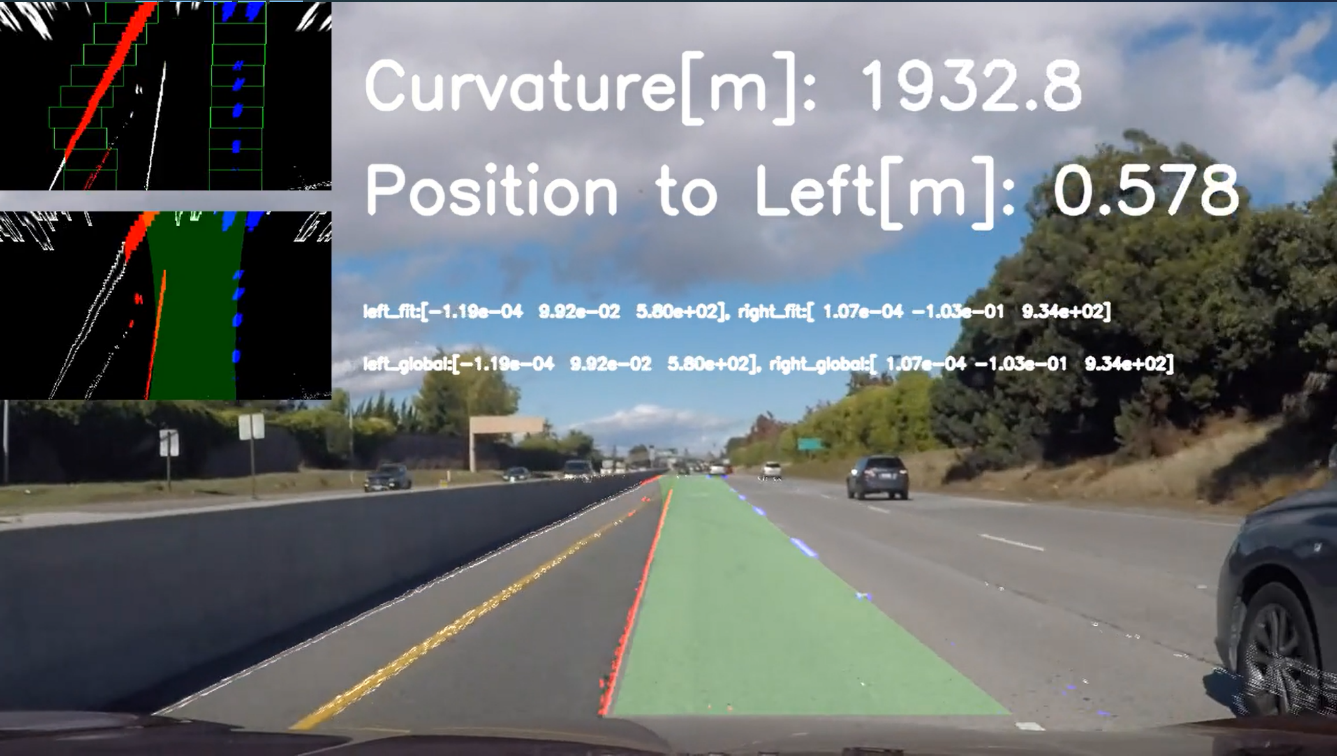 Curvature[m]: 1932.8
Position to Left[m]: 0.578
left_fit:[-1.19e-04 9.92e-02 5.80e+02], right_fit:[ 1.07e-04 -1.03e-01 9.34e+02]
left_global:[-1.19e-04 9.92e-02 5.80e+02], right_global:[ 1.07e-04 -1.03e-01 9.34e+02]